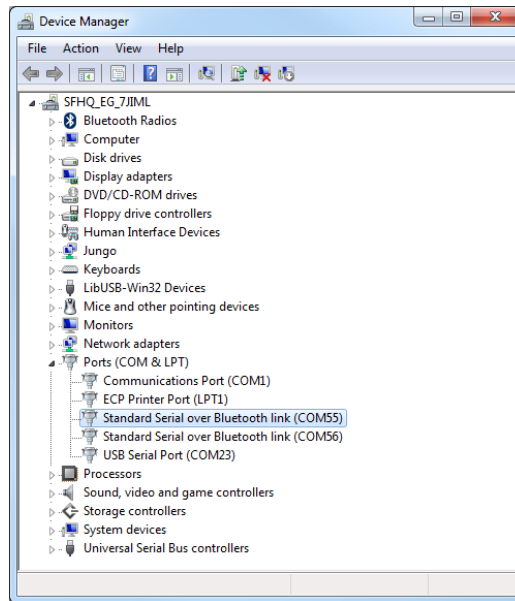 Device Manager
File Action View Help
SFHQ_EG_7JIML
Bluetooth Radios
Computer
Disk drives
Display adapters
DVD/CD-ROM drives
Floppy drive controllers
Human Interface Devices
Jungo
Keyboards
LibUSB-Win32 Devices
Mice and other pointing devices
Monitors
Network adapters
Ports (COM & LPT)
Communications Port (COM1)
ECP Printer Port (LPT1)
Standard Serial over Bluetooth link (COM55)
Standard Serial over Bluetooth link (COM56)
USB Serial Port (COM23)
Processors
Sound, video and game controllers
Storage controllers
System devices
Universal Serial Bus controllers